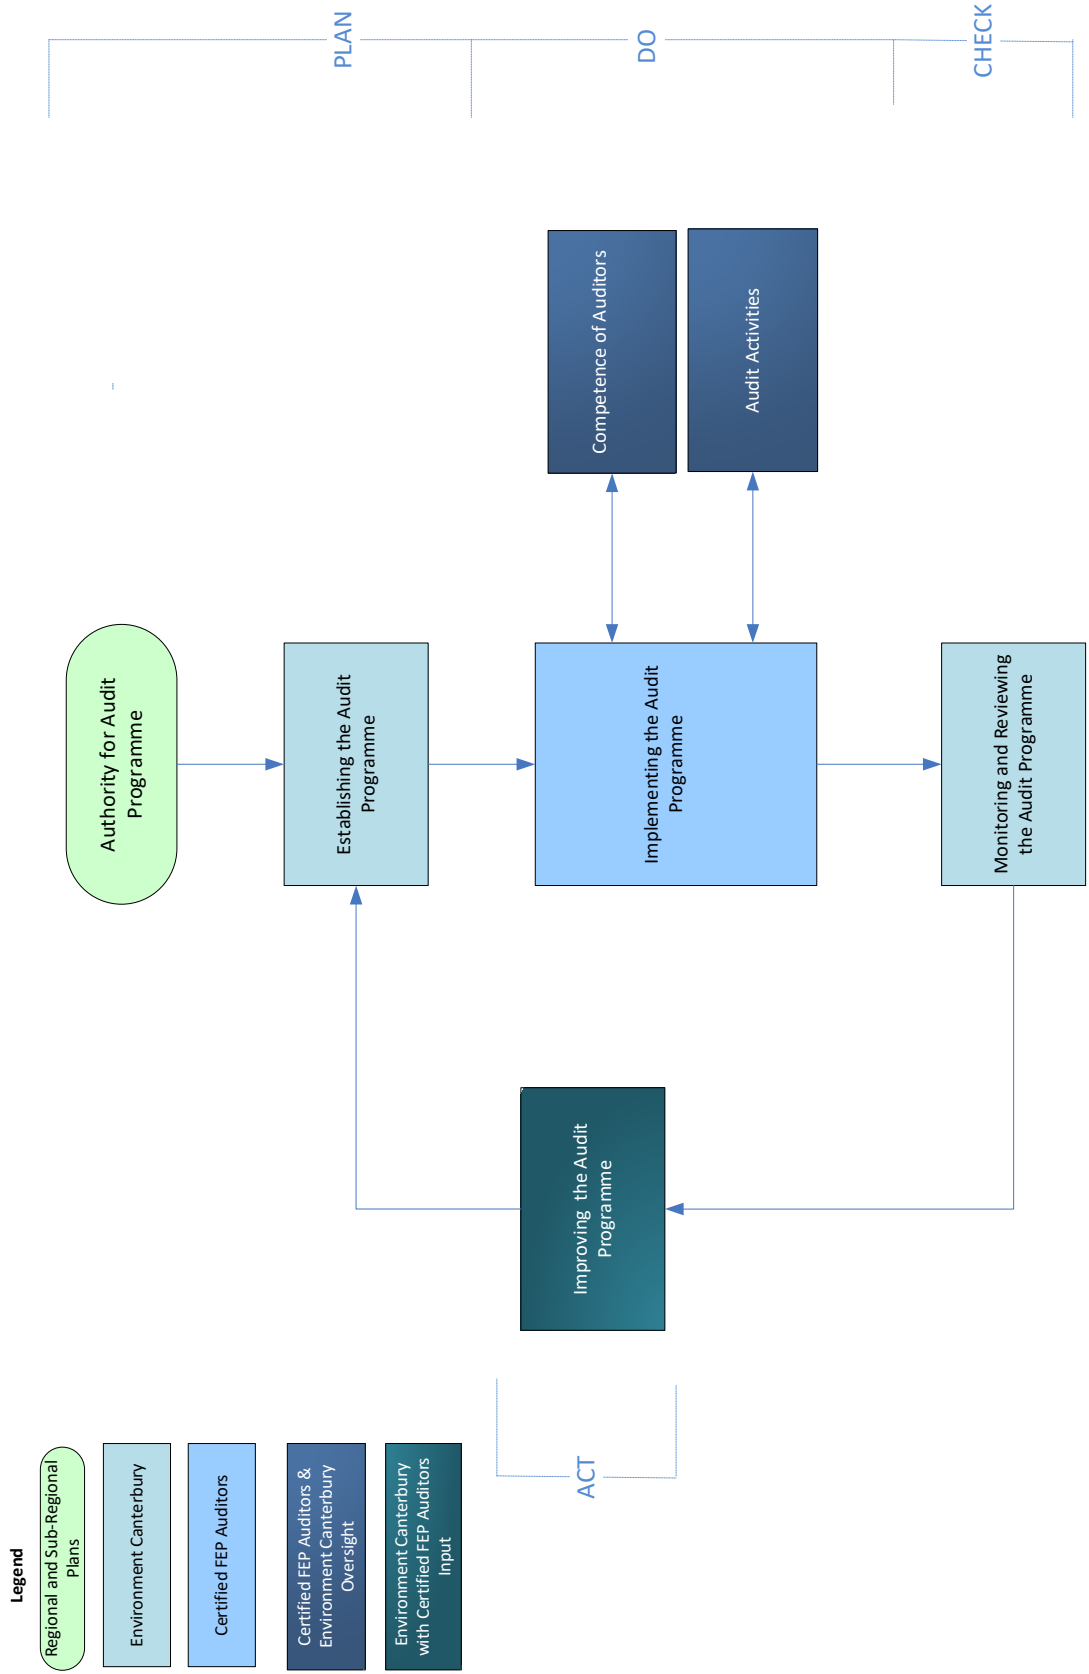 Legend
Regional and Sub-Regional
Plans
Environment Canterbury
Certified FEP Auditors
Certified FEP Auditors &
Environment Canterbury
Oversight
Environment Canterbury
with Certified FEP Auditors
Input
Authority for Audit
Programme
Establishing the Audit
Programme
Implementing the Audit
Programme
Competence of Auditors
Audit Activities
Monitoring and Reviewing
the Audit Programme
Improving the Audit
Programme
PLAN
DO
CHECK
ACT